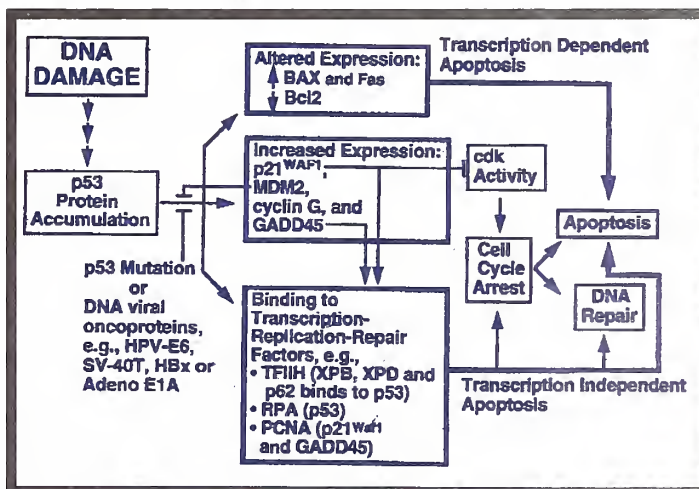 DNA
DAMAGE
p53
Protein
Accumulation
p53 Mutation
or
DNA viral
oncoproteins,
e.g., HPV-E6,
SV-40T, HBx or
Adeno E1A
Altered Expression:
BAX and Fas
Bcl2
Increased Expression:
p21WAF1,
MDM2,
cyclin G, and
GADD45
Binding to
Transcription-
Replication-Repair
Factors, e.g.,
• TFIIH (XPB, XPD and
p62 binds to p53)
• RPA (p53)
• PCNA (p21Waf1
and GADD45)
Transcription Dependent
Apoptosis
cdk
Activity
Cell
Cycle
Arrest
Apoptosis
DNA
Repair
Transcription Independent
Apoptosis